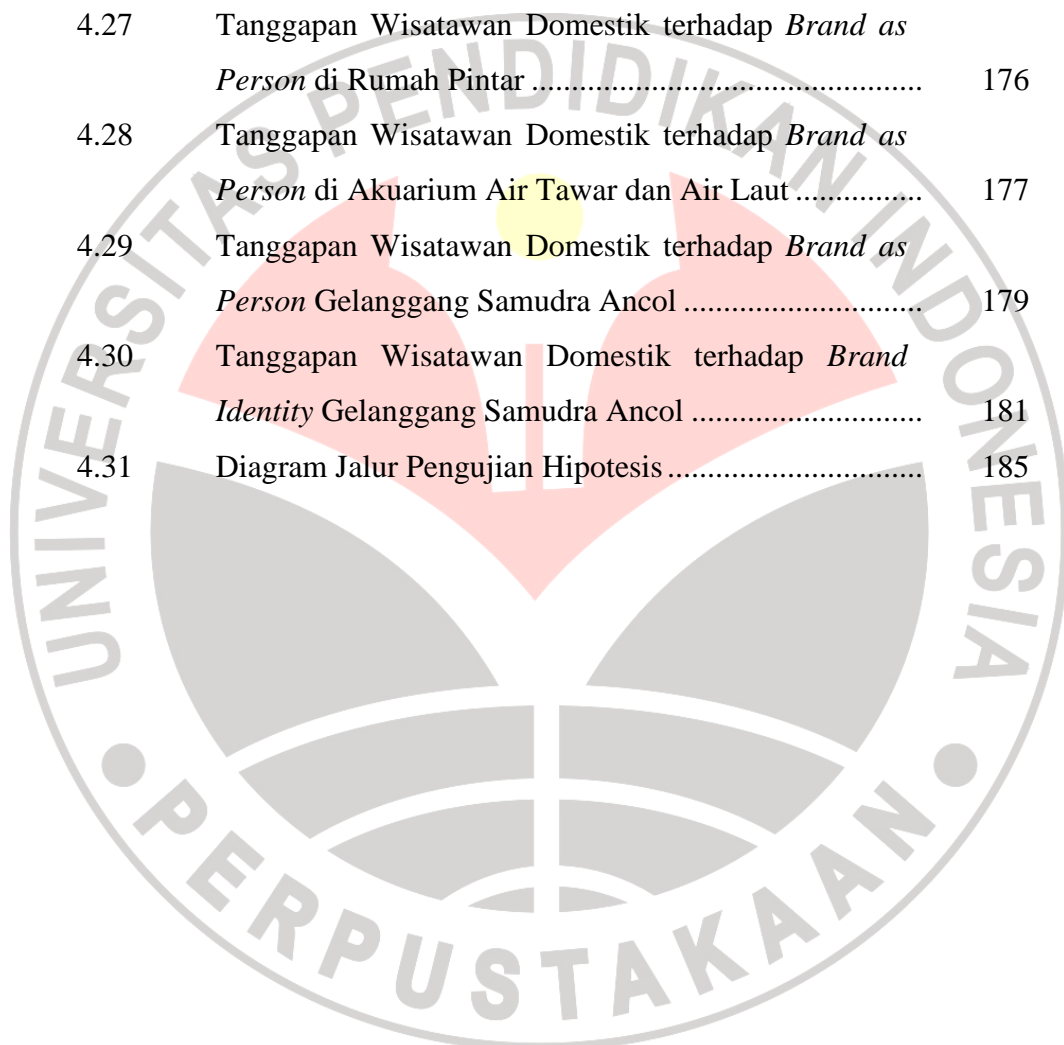 4.27 Tanggapan Wisatawan Domestik terhadap Brand as
Person di Rumah Pintar ............................................... 176
4.28 Tanggapan Wisatawan Domestik terhadap Brand as
Person di Akuarium Air Tawar dan Air Laut ............... 177
4.29 Tanggapan Wisatawan Domestik terhadap Brand as
Person Gelanggang Samudra Ancol ............................ 179
4.30 Tanggapan Wisatawan Domestik terhadap Brand
Identity Gelanggang Samudra Ancol ........................... 181
4.31 Diagram Jalur Pengujian Hipotesis .............................. 185
UNIVERSITAS PENDIDIKAN INDONESIA
PERPUSTAKAAN